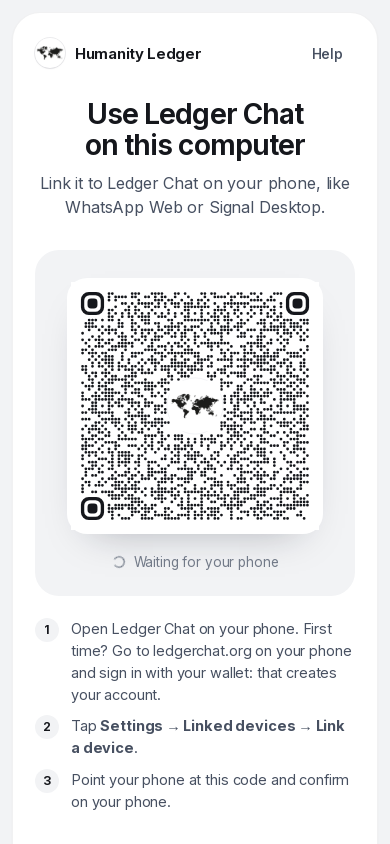 Humanity Ledger
Help
Use Ledger Chat
on this computer
Link it to Ledger Chat on your phone, like
WhatsApp Web or Signal Desktop.
Waiting for your phone
1 Open Ledger Chat on your phone. First
time? Go to ledgerchat.org on your phone
and sign in with your wallet: that creates
your account.
2 Tap Settings → Linked devices → Link
a device.
3 Point your phone at this code and confirm
on your phone.